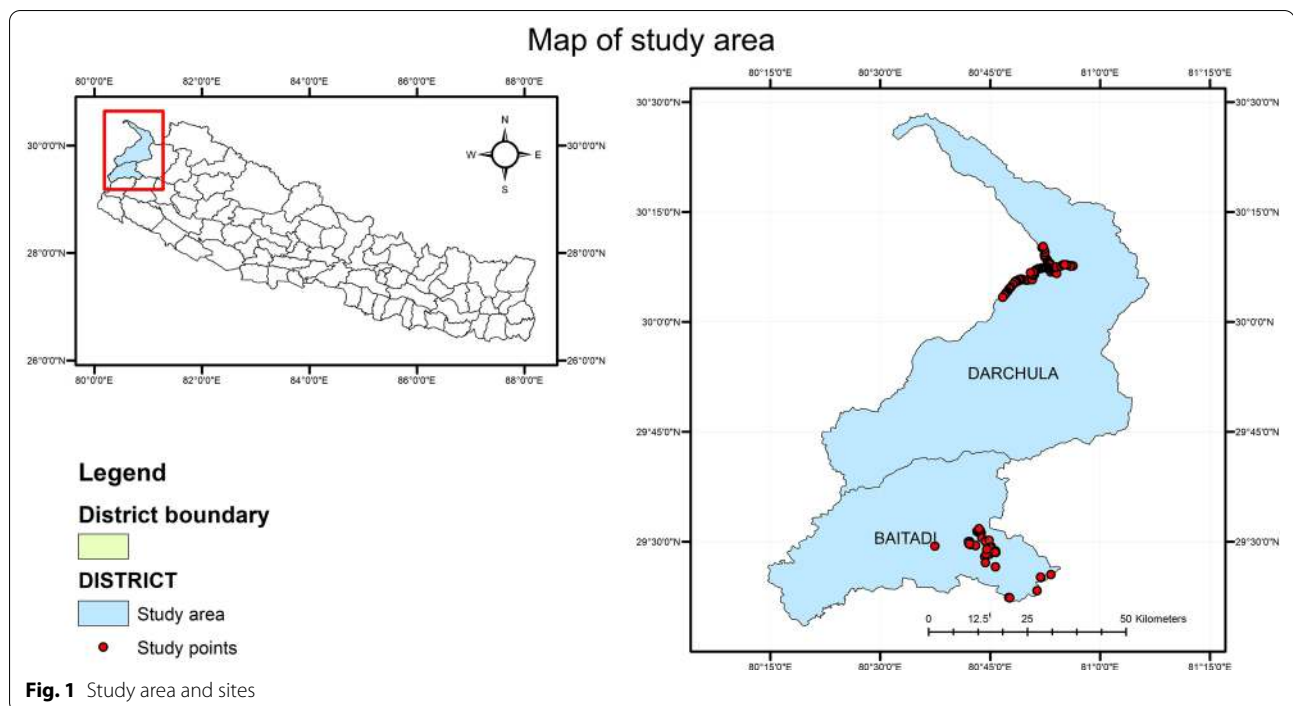 Map of study area
80°0'0"E 82°0'0"E 84°0'0"E 86°0'0"E 88°0'0"E
30°0'0"N 30°0'0"N
28°0'0"N 28°0'0"N
26°0'0"N 26°0'0"N
80°0'0"E 82°0'0"E 84°0'0"E 86°0'0"E 88°0'0"E
N
W E
S
Legend
District boundary
DISTRICT
Study area
Study points
80°15'0"E 80°30'0"E 80°45'0"E 81°0'0"E 81°15'0"E
30°30'0"N 30°30'0"N
30°15'0"N 30°15'0"N
30°0'0"N 30°0'0"N
DARCHULA
29°45'0"N 29°45'0"N
BAITADI
29°30'0"N 29°30'0"N
0 12.5 25 50 Kilometers
80°15'0"E 80°30'0"E 80°45'0"E 81°0'0"E 81°15'0"E
Fig. 1 Study area and sites